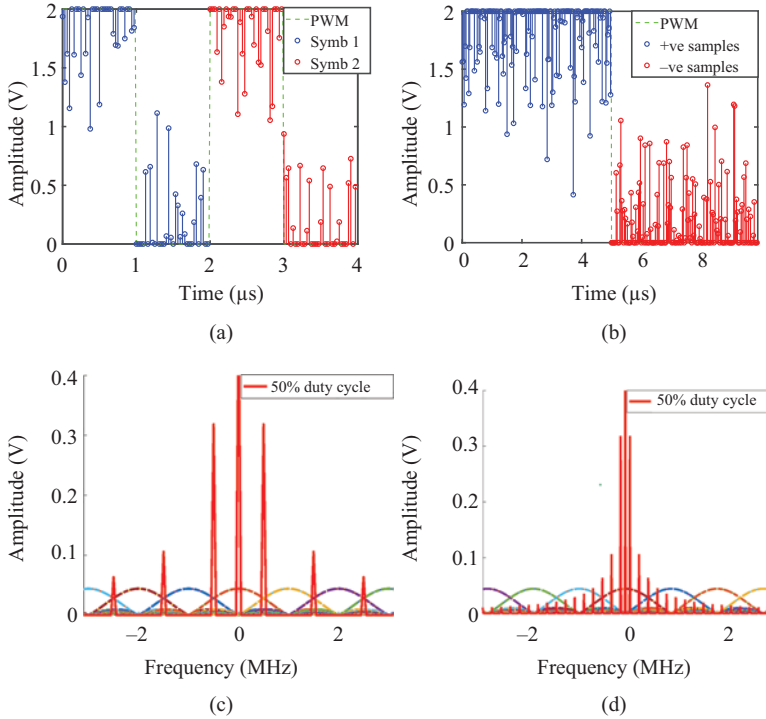 2
1.5
1
0.5
0
Amplitude (V)
PWM
Symb 1
Symb 2
0 1 2 3 4
Time (µs)
(a)
2
1.5
1
0.5
0
Amplitude (V)
PWM
+ve samples
–ve samples
0 2 4 6 8
Time (µs)
(b)
0.4
0.3
0.2
0.1
0
Amplitude (V)
50% duty cycle
–2 0 2
Frequency (MHz)
(c)
0.4
0.3
0.2
0.1
0
Amplitude (V)
50% duty cycle
–2 0 2
Frequency (MHz)
(d)